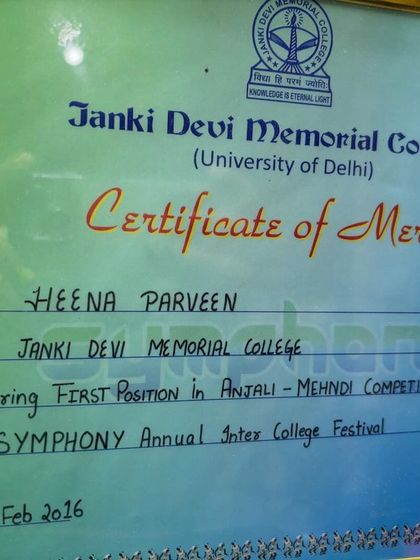 JANKI DEVI MEMORIAL COLLEGE
विद्या हि परमं ज्योतिः
KNOWLEDGE IS ETERNAL LIGHT
Janki Devi Memorial Co
(University of Delhi)
Certificate of Mer
HEENA PARVEEN
symphon
JANKI DEVI MEMORIAL COLLEGE
ring FIRST POSITION in ANJALI - MEHNDI COMPETI
SYMPHONY Annual Inter College Festival
Feb 2016